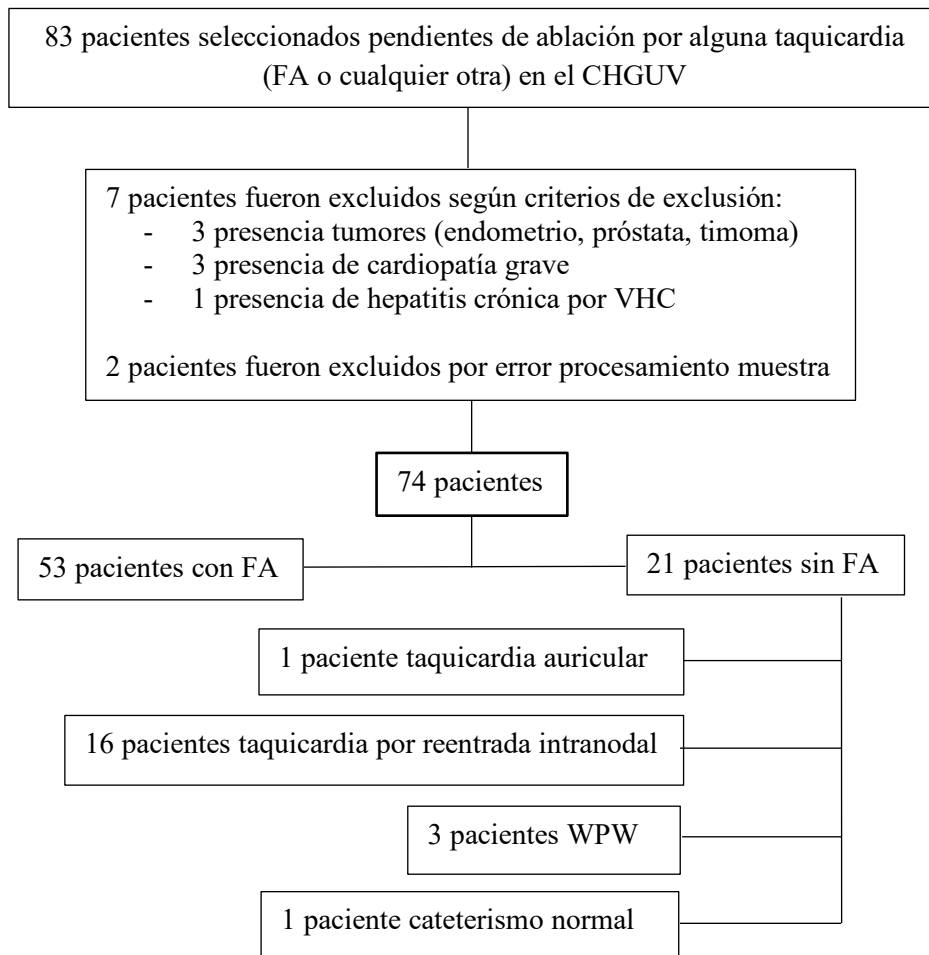 83 pacientes seleccionados pendientes de ablación por alguna taquicardia
(FA o cualquier otra) en el CHGUV
7 pacientes fueron excluidos según criterios de exclusión:
- 3 presencia tumores (endometrio, próstata, timoma)
- 3 presencia de cardiopatía grave
- 1 presencia de hepatitis crónica por VHC
2 pacientes fueron excluidos por error procesamiento muestra
74 pacientes
53 pacientes con FA
21 pacientes sin FA
1 paciente taquicardia auricular
16 pacientes taquicardia por reentrada intranodal
3 pacientes WPW
1 paciente cateterismo normal